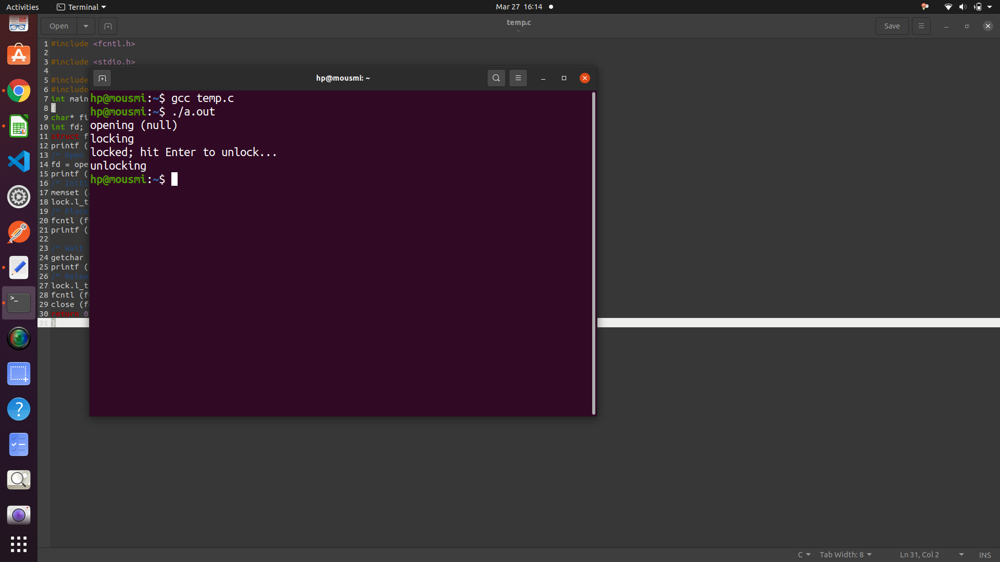 Activities
Terminal
Mar 27 16:14
Open
temp.c
~
Save
1 #include <fcntl.h>
2
3 #include <stdio.h>
4
5 #include
6 #include
7 int main
8 {
9 char* fi
10 int fd;
11 struct f
12 printf (
13 /* Open
14 fd = ope
15 printf (
16 /* Initi
17 memset (
18 lock.l_t
19 /* Place
20 fcntl (f
21 printf (
22
23 /* Wait
24 getchar
25 printf (
26 /* Relea
27 lock.l_t
28 fcntl (f
29 close (f
30 return 0
31 }
hp@mousmi: ~
hp@mousmi:~$ gcc temp.c
hp@mousmi:~$ ./a.out
opening (null)
locking
locked; hit Enter to unlock...
unlocking
hp@mousmi:~$
C
Tab Width: 8
Ln 31, Col 2
INS